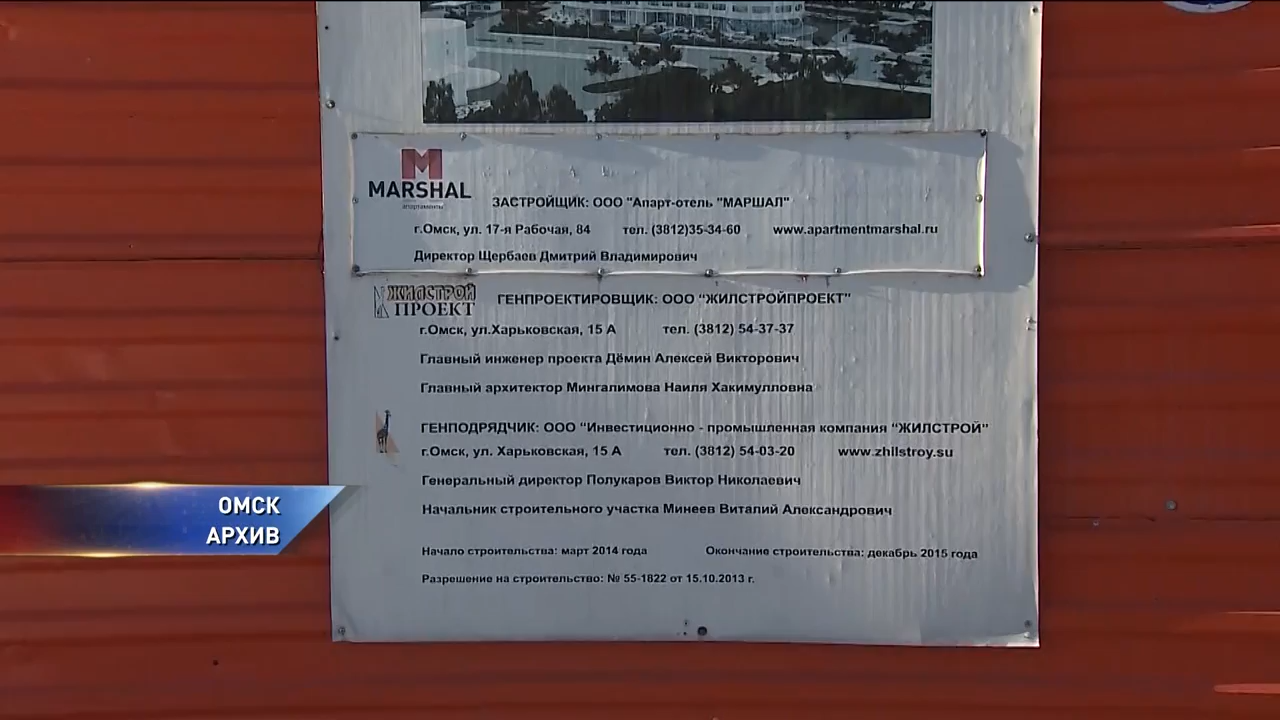 MARSHAL
апартаменты
ЗАСТРОЙЩИК: ООО "Апарт-отель "МАРШАЛ"
г.Омск, ул. 17-я Рабочая, 84 тел. (3812)35-34-60 www.apartmentmarshal.ru
Директор Щербаев Дмитрий Владимирович
ЖИЛСТРОЙ
ПРОЕКТ
ГЕНПРОЕКТИРОВЩИК: ООО "ЖИЛСТРОЙПРОЕКТ"
г.Омск, ул.Харьковская, 15 А тел. (3812) 54-37-37
Главный инженер проекта Дёмин Алексей Викторович
Главный архитектор Мингалимова Наиля Хакимулловна
ГЕНПОДРЯДЧИК: ООО "Инвестиционно - промышленная компания "ЖИЛСТРОЙ"
г.Омск, ул. Харьковская, 15 А тел. (3812) 54-03-20 www.zhilstroy.su
Генеральный директор Полукаров Виктор Николаевич
Начальник строительного участка Минеев Виталий Александрович
Начало строительства: март 2014 года Окончание строительства: декабрь 2015 года
Разрешение на строительство: № 55-1822 от 15.10.2013 г.
ОМСК
АРХИВ